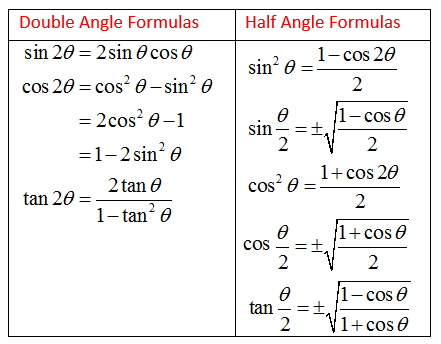 Double Angle Formulas
sin 2θ = 2 sin θ cos θ
cos 2θ = cos² θ − sin² θ
= 2cos² θ − 1
= 1 − 2 sin² θ
tan 2θ = 2 tan θ / 1 − tan² θ
Half Angle Formulas
sin² θ = 1 − cos 2θ / 2
sin θ/2 = ±√(1 − cos θ / 2)
cos² θ = 1 + cos 2θ / 2
cos θ/2 = ±√(1 + cos θ / 2)
tan θ/2 = ±√(1 − cos θ / 1 + cos θ)